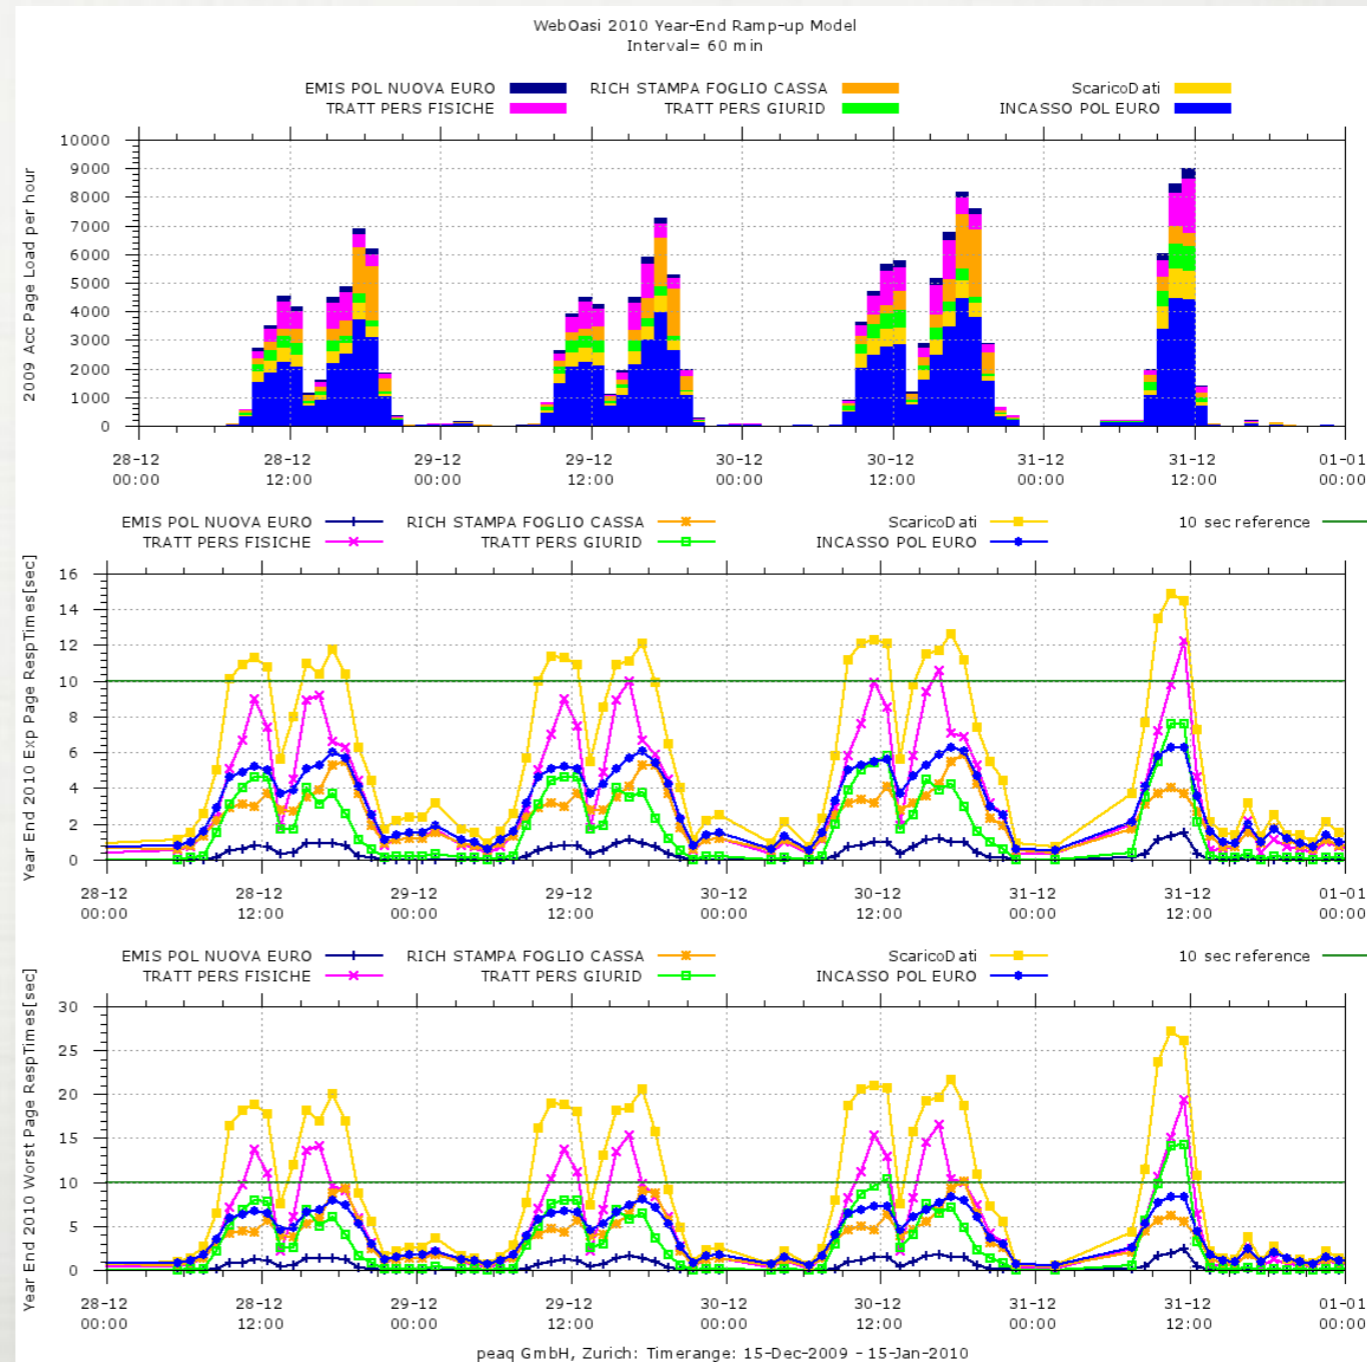 WebOasi 2010 Year-End Ramp-up Model
Interval= 60 min
EMIS POL NUOVA EURO RICH STAMPA FOGLIO CASSA ScaricoDati
TRATT PERS FISICHE TRATT PERS GIURID INCASSO POL EURO
2009 Acc Page Load per hour
10000
9000
8000
7000
6000
5000
4000
3000
2000
1000
0
28-12 28-12 29-12 29-12 30-12 30-12 31-12 31-12 01-01
00:00 12:00 00:00 12:00 00:00 12:00 00:00 12:00 00:00
EMIS POL NUOVA EURO RICH STAMPA FOGLIO CASSA ScaricoDati 10 sec reference
TRATT PERS FISICHE TRATT PERS GIURID INCASSO POL EURO
Year End 2010 Exp Page RespTimes[sec]
16
14
12
10
8
6
4
2
0
28-12 28-12 29-12 29-12 30-12 30-12 31-12 31-12 01-01
00:00 12:00 00:00 12:00 00:00 12:00 00:00 12:00 00:00
EMIS POL NUOVA EURO RICH STAMPA FOGLIO CASSA ScaricoDati 10 sec reference
TRATT PERS FISICHE TRATT PERS GIURID INCASSO POL EURO
Year End 2010 Worst Page RespTimes[sec]
30
25
20
15
10
5
0
28-12 28-12 29-12 29-12 30-12 30-12 31-12 31-12 01-01
00:00 12:00 00:00 12:00 00:00 12:00 00:00 12:00 00:00
peaq GmbH, Zurich: Timerange: 15-Dec-2009 - 15-Jan-2010